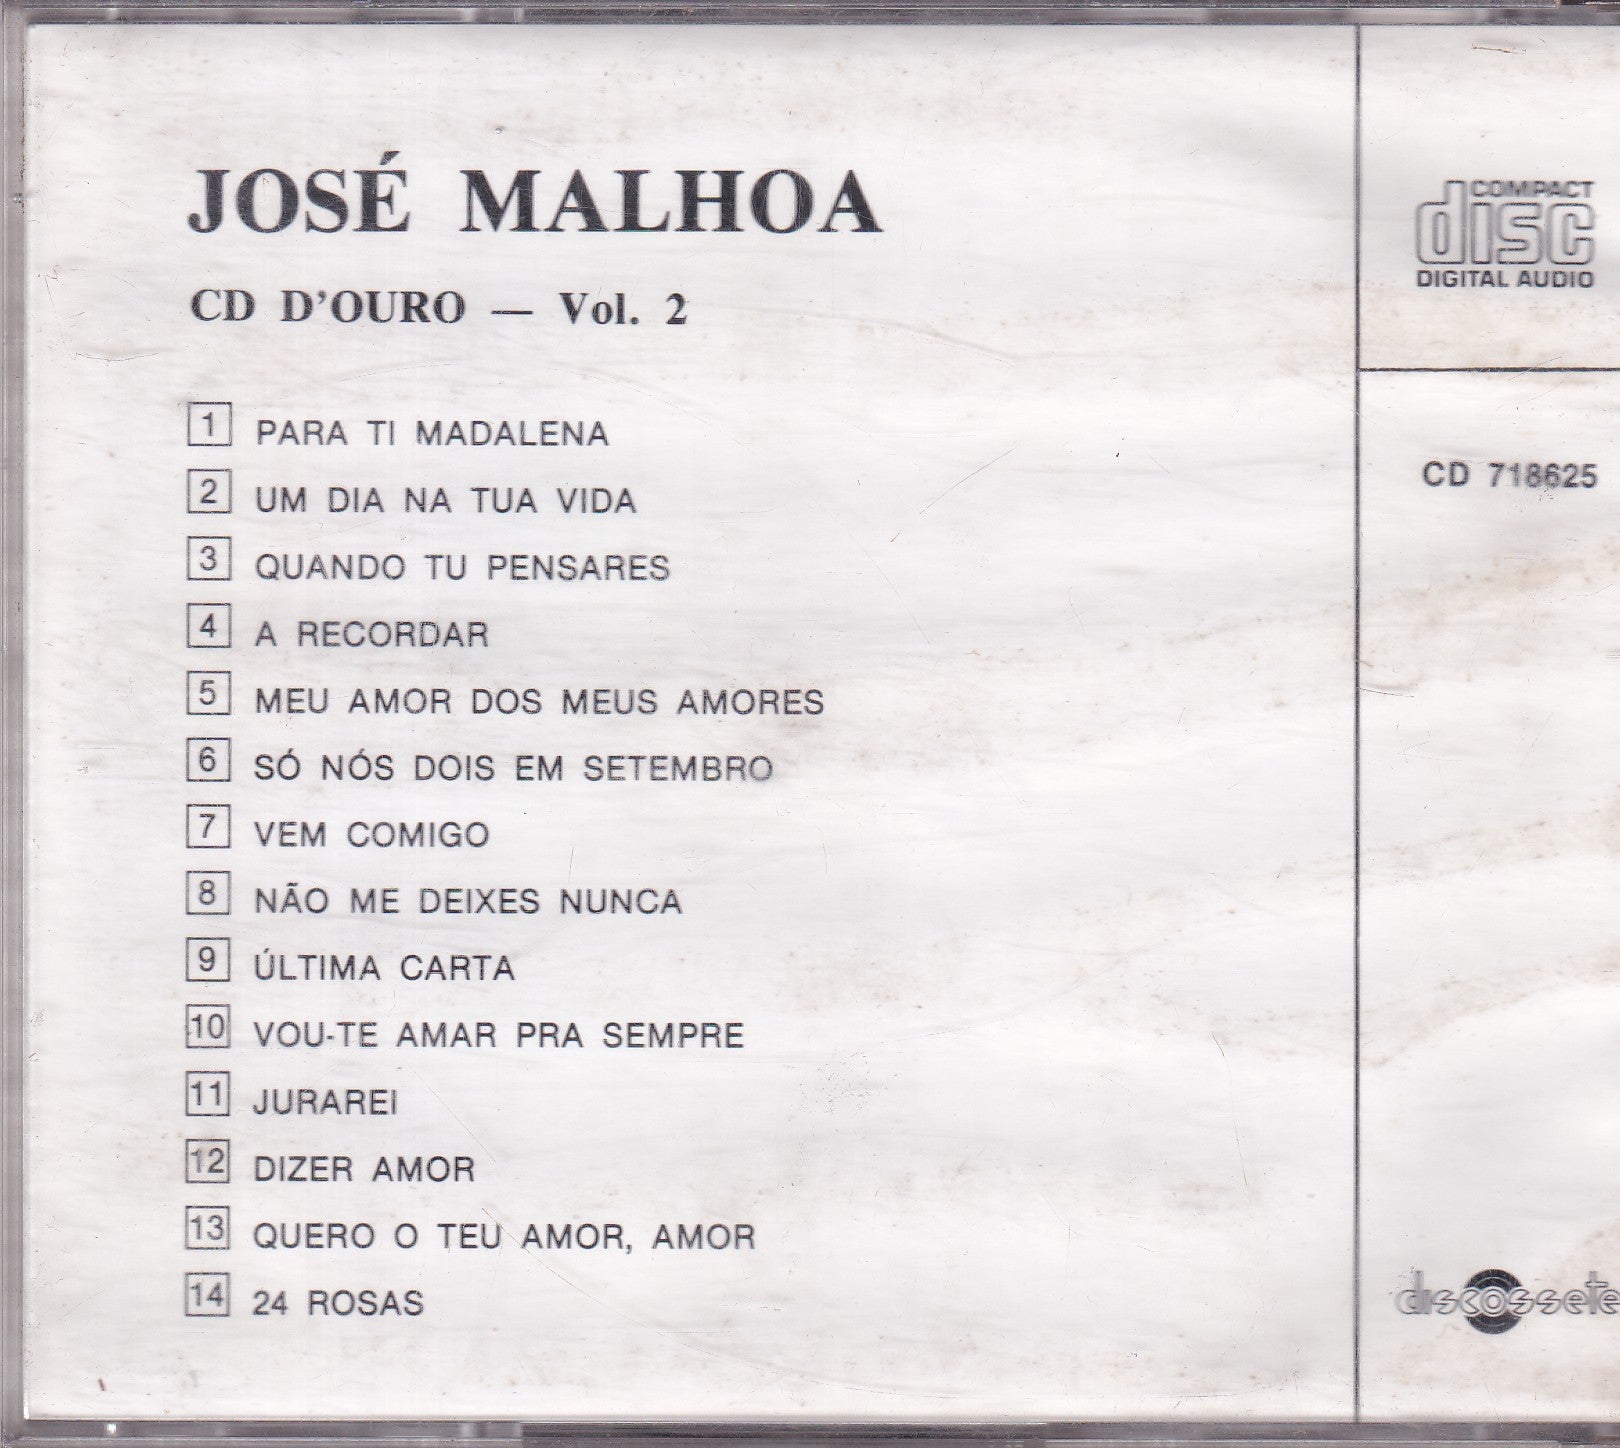 JOSÉ MALHOA
CD D'OURO — Vol. 2
1 PARA TI MADALENA
2 UM DIA NA TUA VIDA
3 QUANDO TU PENSARES
4 A RECORDAR
5 MEU AMOR DOS MEUS AMORES
6 SÓ NÓS DOIS EM SETEMBRO
7 VEM COMIGO
8 NÃO ME DEIXES NUNCA
9 ÚLTIMA CARTA
10 VOU-TE AMAR PRA SEMPRE
11 JURAREI
12 DIZER AMOR
13 QUERO O TEU AMOR, AMOR
14 24 ROSAS
COMPACT
disc
DIGITAL AUDIO
CD 718625
discossete